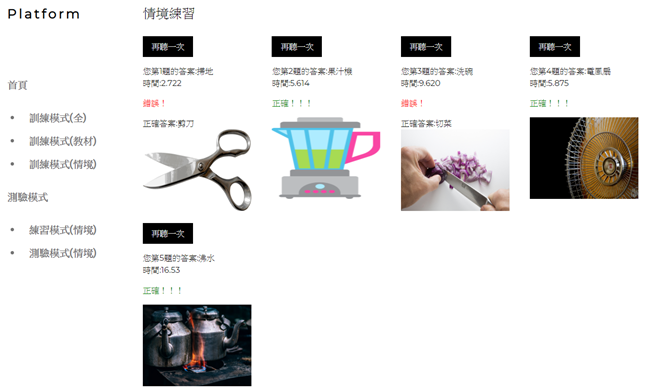 Platform
首頁
訓練模式(全)
訓練模式(教材)
訓練模式(情境)
測驗模式
練習模式(情境)
測驗模式(情境)
情境練習
再聽一次
您第1題的答案:掃地
時間:2.722
錯誤！
正確答案:剪刀
再聽一次
您第2題的答案:果汁機
時間:5.614
正確！！！
再聽一次
您第3題的答案:洗碗
時間:9.620
錯誤！
正確答案:切菜
再聽一次
您第4題的答案:電風扇
時間:5.875
正確！！！
再聽一次
您第5題的答案:沸水
時間:16.53
正確！！！